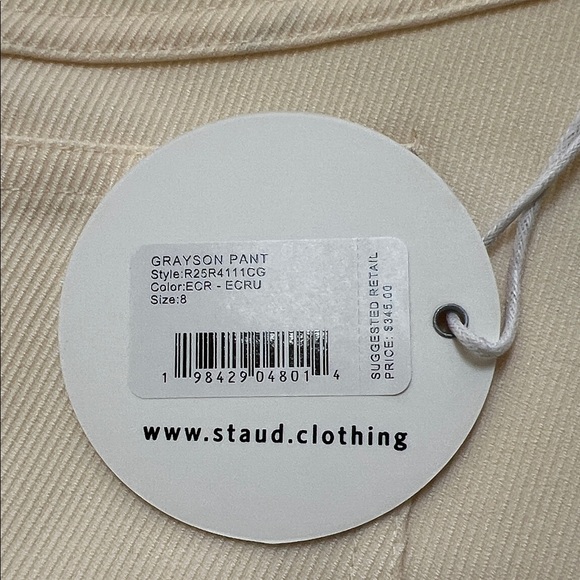 GRAYSON PANT
Style:R25R4111CG
Color:ECR - ECRU
Size:8
1 98429 04801 4
SUGGESTED RETAIL
PRICE: $345.00
www.staud.clothing